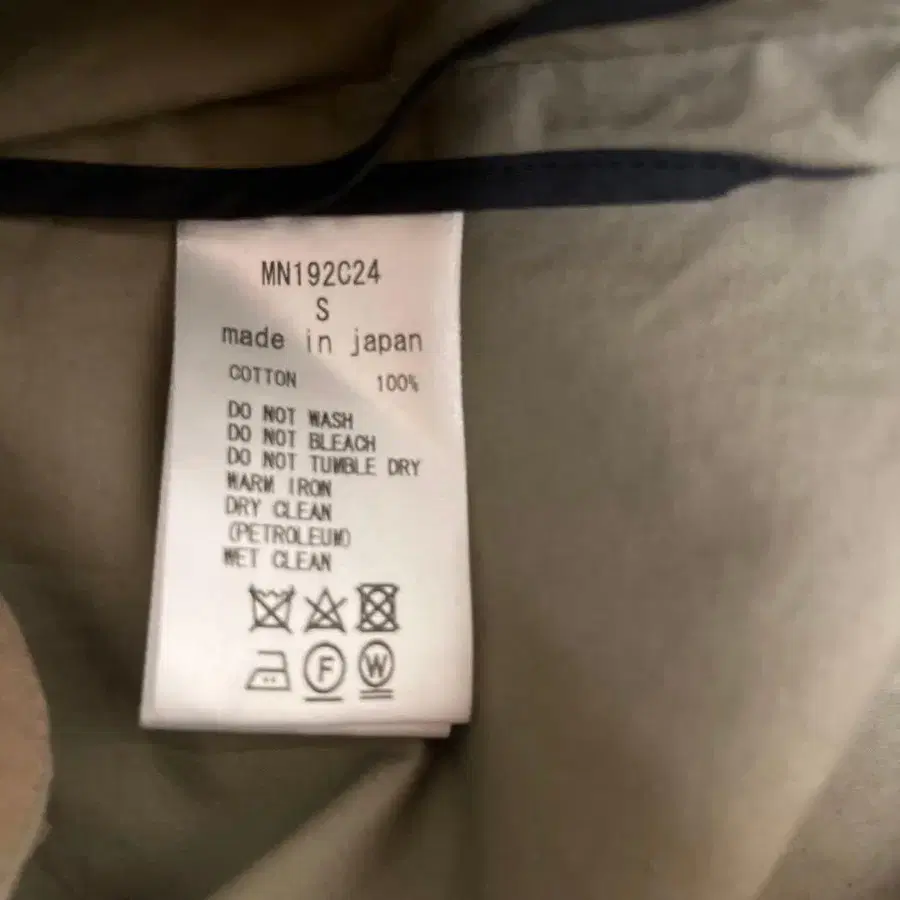 MN192C24
S
made in japan
COTTON 100%
DO NOT WASH
DO NOT BLEACH
DO NOT TUMBLE DRY
WARM IRON
DRY CLEAN
(PETROLEUM)
WET CLEAN
F W